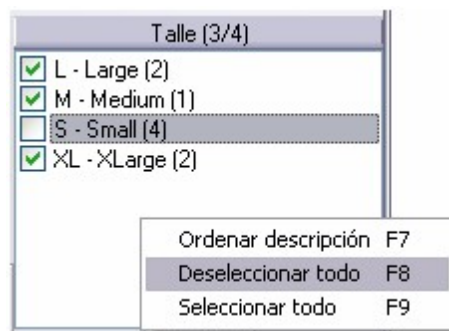 Talle (3/4)
L - Large (2)
M - Medium (1)
S - Small (4)
XL - XLarge (2)
Ordenar descripción F7
Deseleccionar todo F8
Seleccionar todo F9